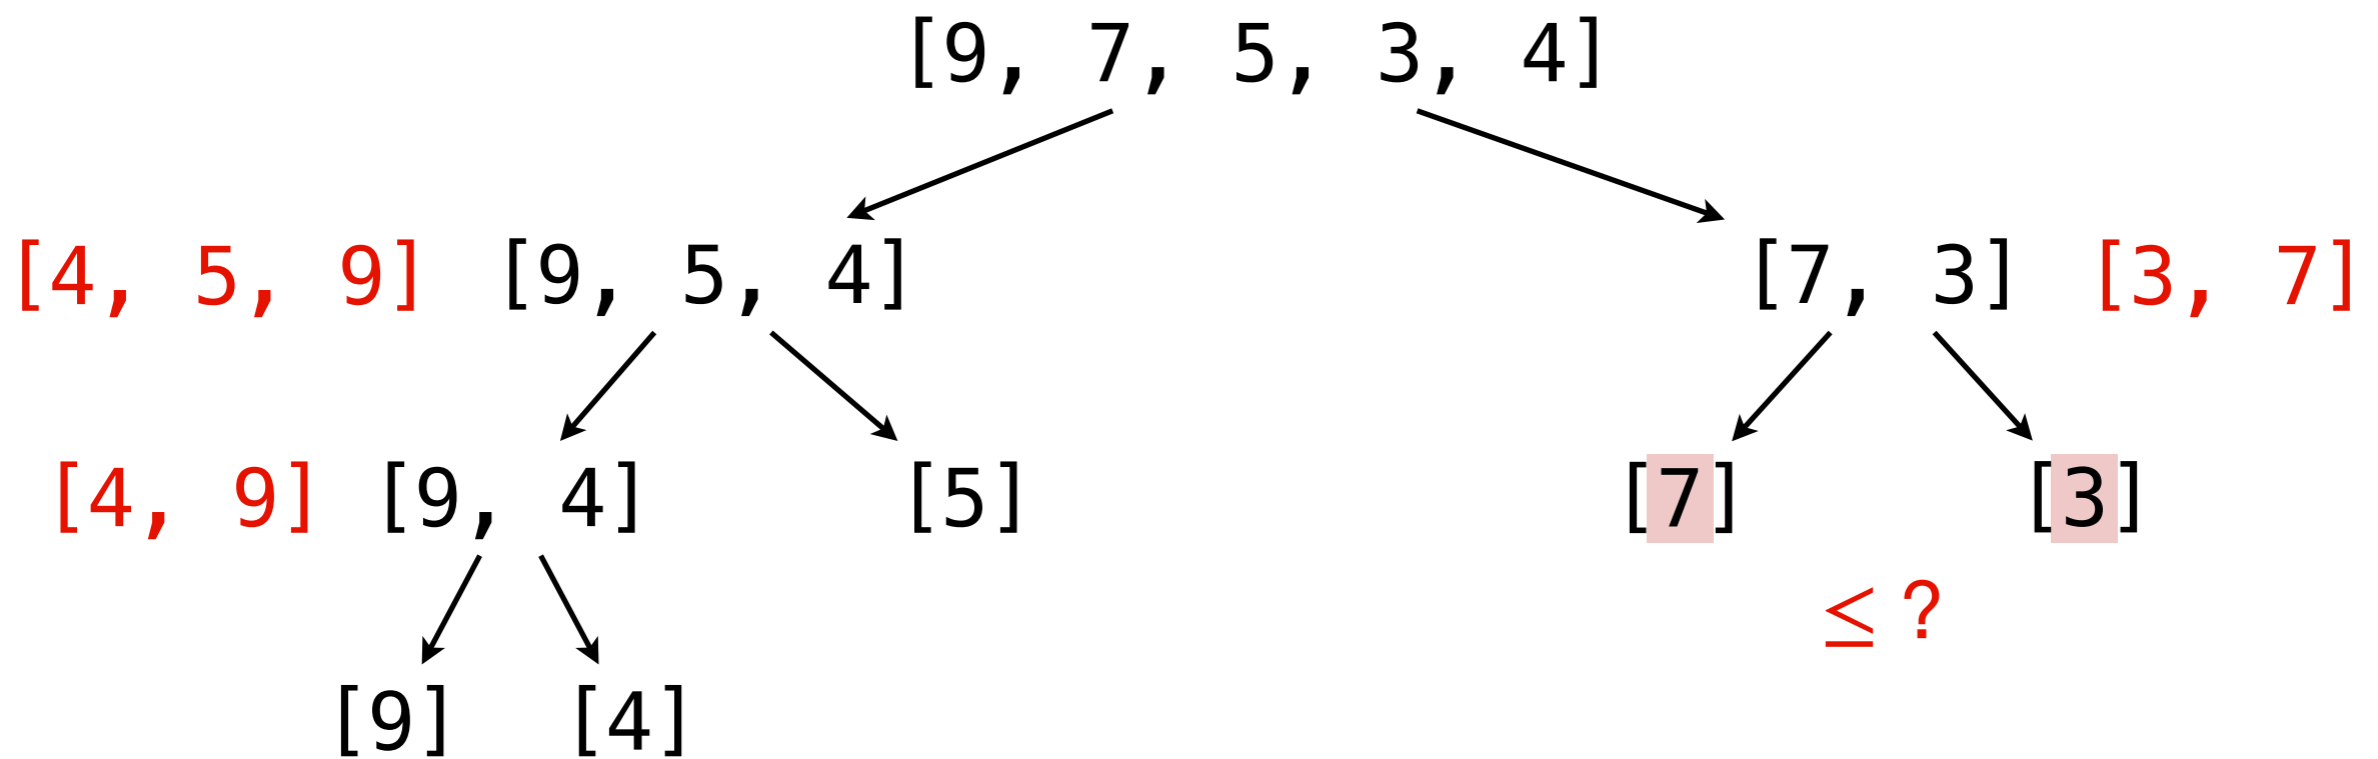 [9, 7, 5, 3, 4]
[4, 5, 9] [9, 5, 4] [7, 3] [3, 7]
[4, 9] [9, 4] [5] [7] [3]
≤ ?
[9] [4]